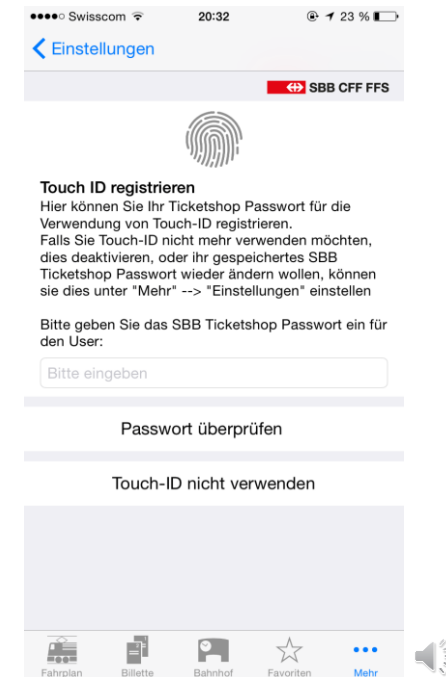 Swisscom 20:32 23 %
Einstellungen
SBB CFF FFS
Touch ID registrieren
Hier können Sie Ihr Ticketshop Passwort für die
Verwendung von Touch-ID registrieren.
Falls Sie Touch-ID nicht mehr verwenden möchten,
dies deaktivieren, oder ihr gespeichertes SBB
Ticketshop Passwort wieder ändern wollen, können
sie dies unter "Mehr" --> "Einstellungen" einstellen
Bitte geben Sie das SBB Ticketshop Passwort ein für
den User:
Bitte eingeben
Passwort überprüfen
Touch-ID nicht verwenden
Fahrplan Billette Bahnhof Favoriten Mehr